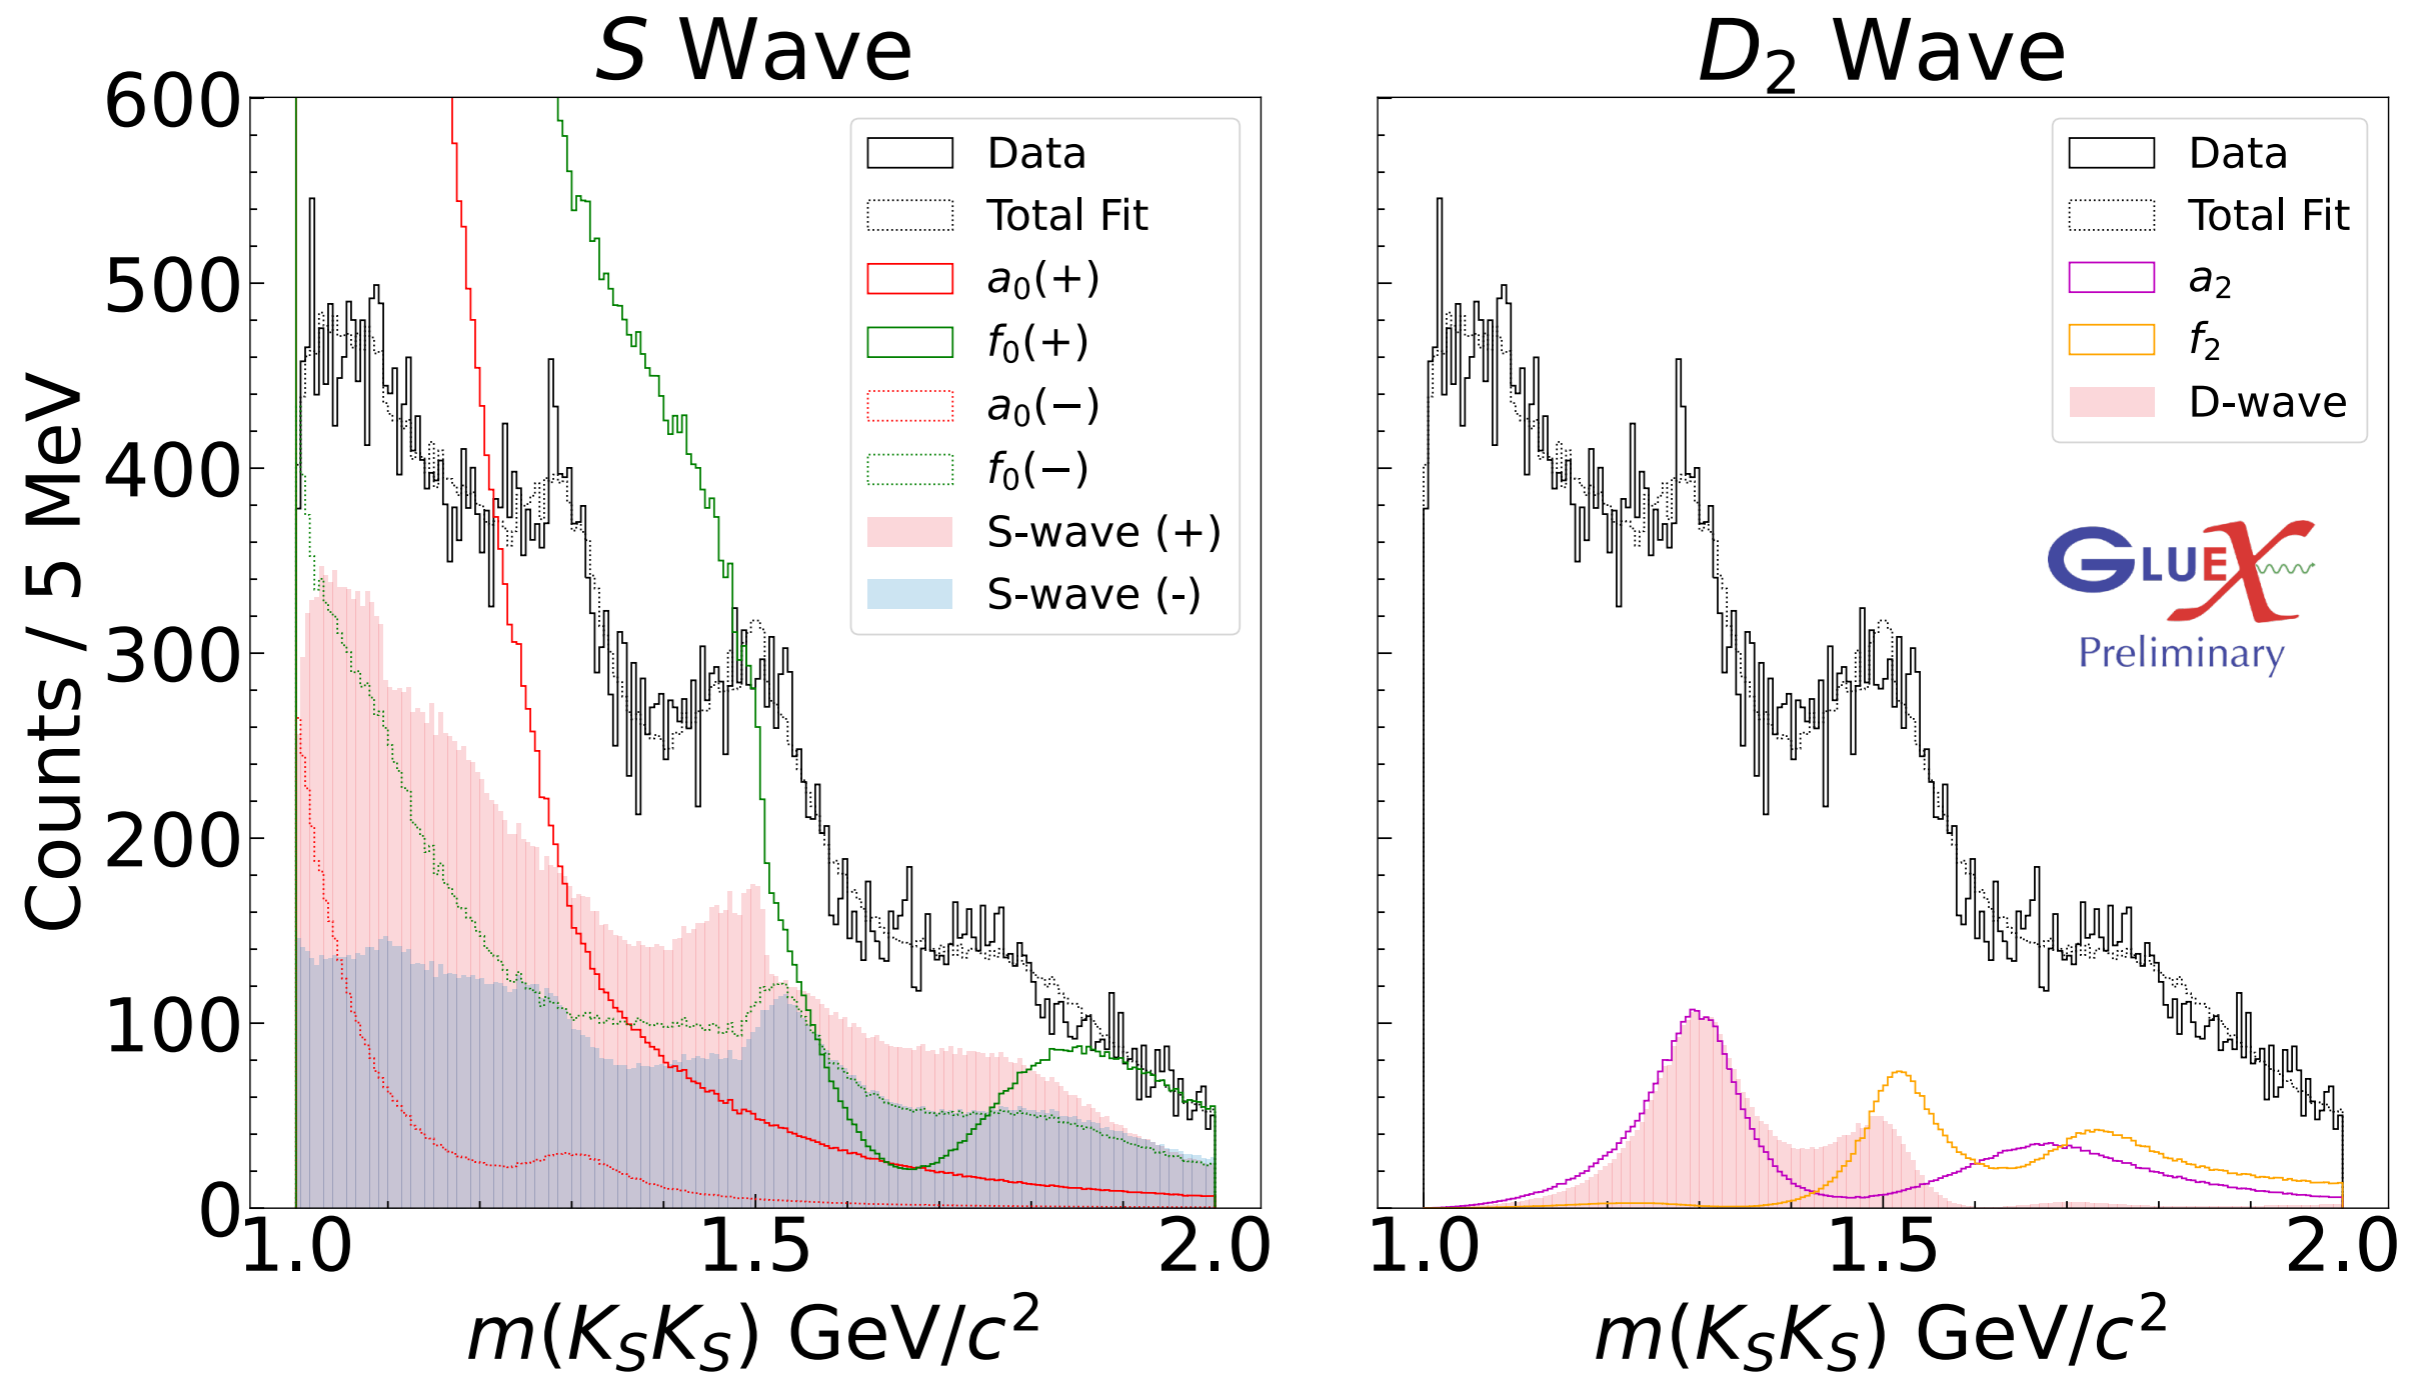 S Wave
600
500
400
300
200
100
0
Counts / 5 MeV
1.0 1.5 2.0
m(K_SK_S) GeV/c²
Data
Total Fit
a₀(+)
f₀(+)
a₀(−)
f₀(−)
S-wave (+)
S-wave (-)
D₂ Wave
Data
Total Fit
a₂
f₂
D-wave
GLUEX
Preliminary
1.0 1.5 2.0
m(K_SK_S) GeV/c²